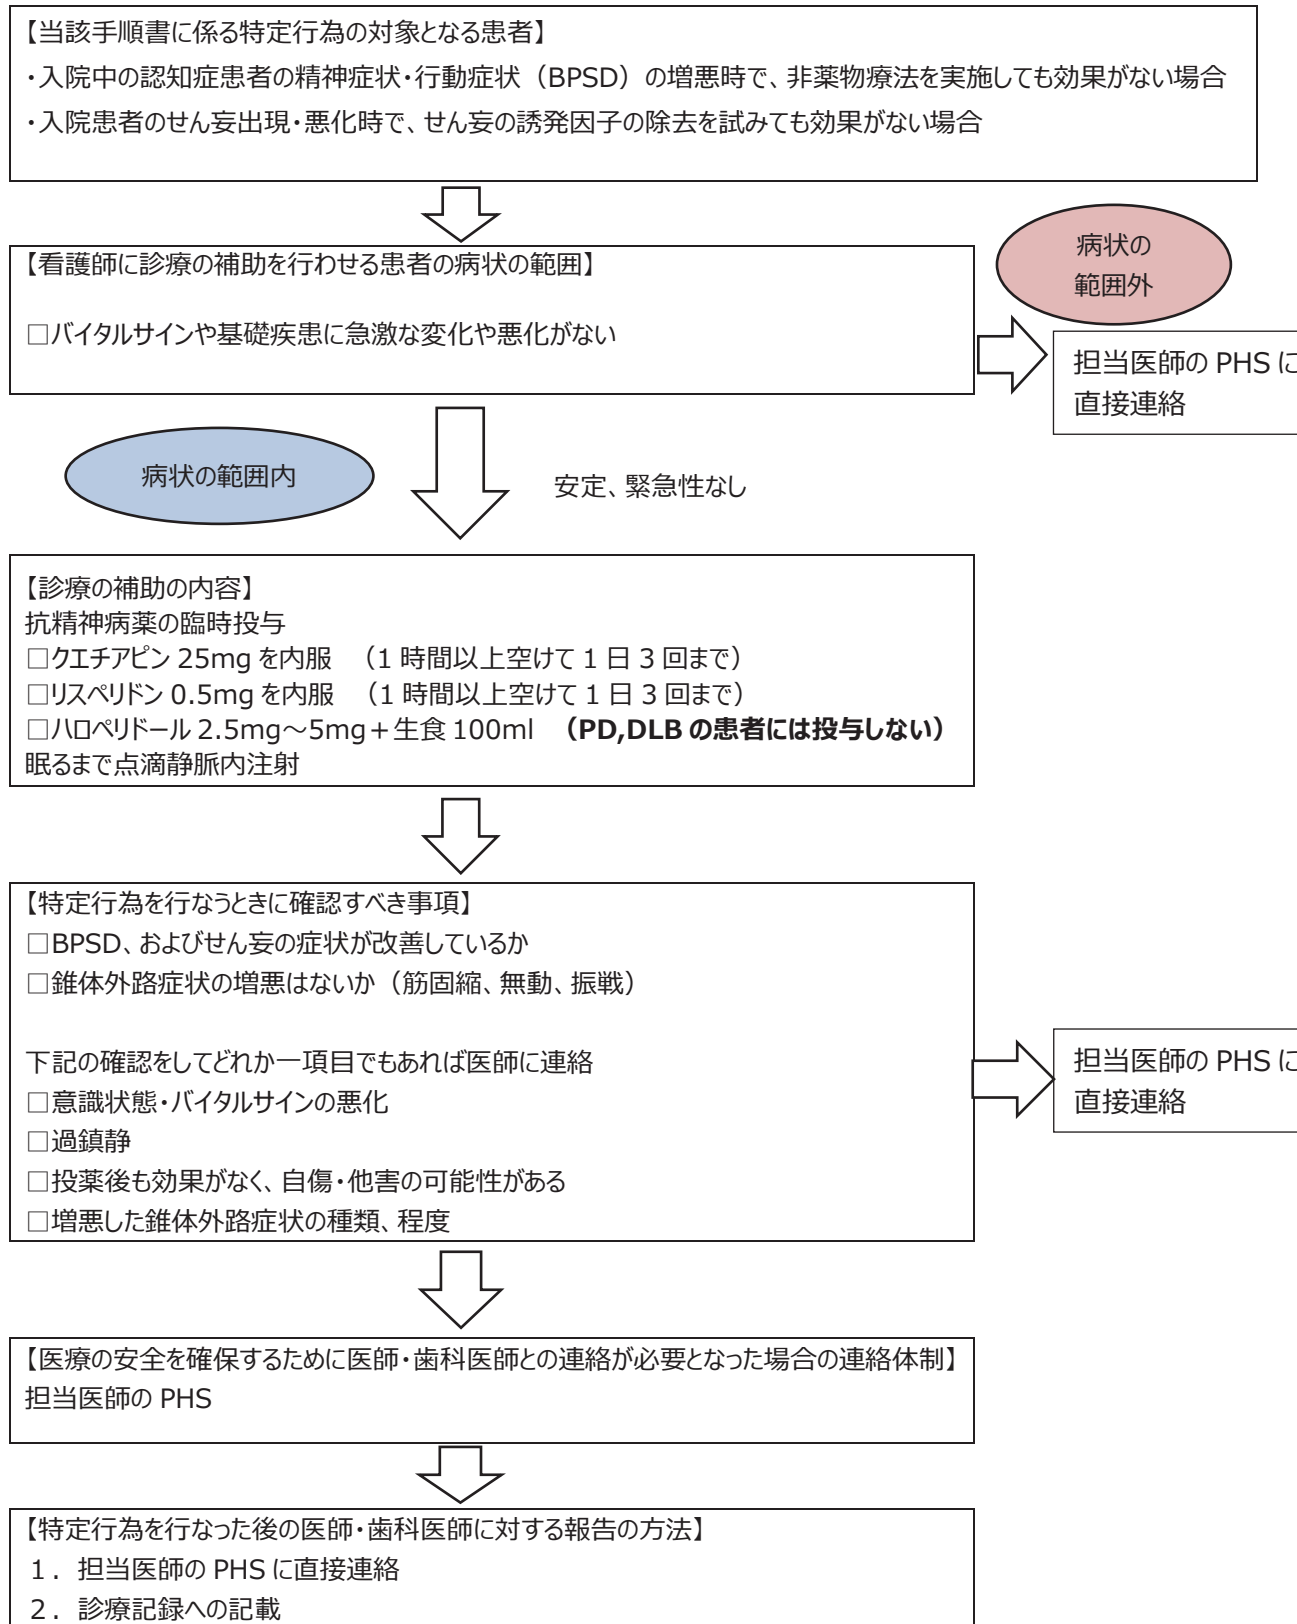 【当該手順書に係る特定行為の対象となる患者】
・入院中の認知症患者の精神症状・行動症状（BPSD）の増悪時で、非薬物療法を実施しても効果がない場合
・入院患者のせん妄出現・悪化時で、せん妄の誘発因子の除去を試みても効果がない場合
【看護師に診療の補助を行わせる患者の病状の範囲】
□バイタルサインや基礎疾患に急激な変化や悪化がない
病状の
範囲外
担当医師の PHS に
直接連絡
病状の範囲内
安定、緊急性なし
【診療の補助の内容】
抗精神病薬の臨時投与
□クエチアピン 25mg を内服　（1 時間以上空けて 1 日 3 回まで）
□リスペリドン 0.5mg を内服　（1 時間以上空けて 1 日 3 回まで）
□ハロペリドール 2.5mg～5mg＋生食 100ml　（PD,DLB の患者には投与しない）
眠るまで点滴静脈内注射
【特定行為を行なうときに確認すべき事項】
□BPSD、およびせん妄の症状が改善しているか
□錐体外路症状の増悪はないか（筋固縮、無動、振戦）
下記の確認をしてどれか一項目でもあれば医師に連絡
□意識状態・バイタルサインの悪化
□過鎮静
□投薬後も効果がなく、自傷・他害の可能性がある
□増悪した錐体外路症状の種類、程度
担当医師の PHS に
直接連絡
【医療の安全を確保するために医師・歯科医師との連絡が必要となった場合の連絡体制】
担当医師の PHS
【特定行為を行なった後の医師・歯科医師に対する報告の方法】
１．担当医師の PHS に直接連絡
２．診療記録への記載